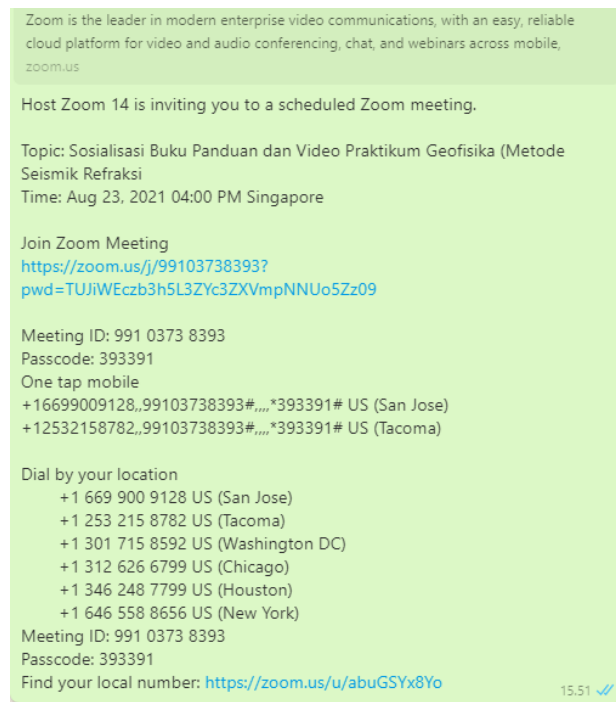 Zoom is the leader in modern enterprise video communications, with an easy, reliable
cloud platform for video and audio conferencing, chat, and webinars across mobile,
zoom.us
Host Zoom 14 is inviting you to a scheduled Zoom meeting.
Topic: Sosialisasi Buku Panduan dan Video Praktikum Geofisika (Metode
Seismik Refraksi
Time: Aug 23, 2021 04:00 PM Singapore
Join Zoom Meeting
https://zoom.us/j/99103738393?
pwd=TUJiWEczb3h5L3ZYc3ZXVmpNNUo5Zz09
Meeting ID: 991 0373 8393
Passcode: 393391
One tap mobile
+16699009128,,99103738393#,,,,*393391# US (San Jose)
+12532158782,,99103738393#,,,,*393391# US (Tacoma)
Dial by your location
+1 669 900 9128 US (San Jose)
+1 253 215 8782 US (Tacoma)
+1 301 715 8592 US (Washington DC)
+1 312 626 6799 US (Chicago)
+1 346 248 7799 US (Houston)
+1 646 558 8656 US (New York)
Meeting ID: 991 0373 8393
Passcode: 393391
Find your local number: https://zoom.us/u/abuGSYx8Yo
15.51